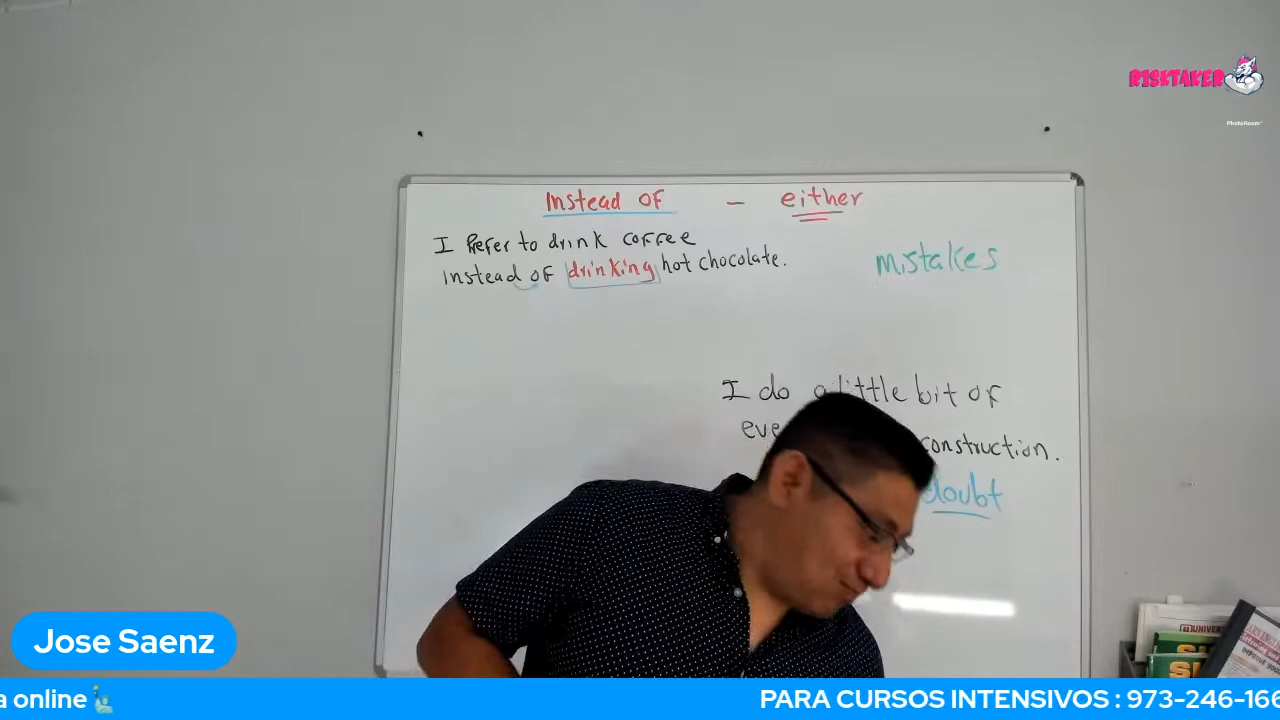 RISKTAKER
PhotoRoom
Instead OF - either
I Prefer to drink coffee
instead of drinking hot chocolate.
mistakes
I do a little bit of
construction.
doubt
Jose Saenz
a online
PARA CURSOS INTENSIVOS : 973-246-166